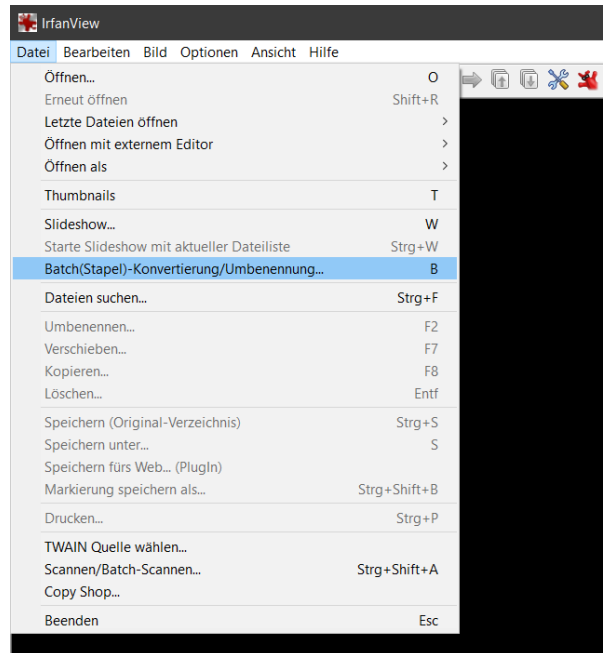 IrfanView
Datei Bearbeiten Bild Optionen Ansicht Hilfe
Öffnen... O
Erneut öffnen Shift+R
Letzte Dateien öffnen
Öffnen mit externem Editor
Öffnen als
Thumbnails T
Slideshow... W
Starte Slideshow mit aktueller Dateiliste Strg+W
Batch(Stapel)-Konvertierung/Umbenennung... B
Dateien suchen... Strg+F
Umbenennen... F2
Verschieben... F7
Kopieren... F8
Löschen... Entf
Speichern (Original-Verzeichnis) Strg+S
Speichern unter... S
Speichern fürs Web... (PlugIn)
Markierung speichern als... Strg+Shift+B
Drucken... Strg+P
TWAIN Quelle wählen...
Scannen/Batch-Scannen... Strg+Shift+A
Copy Shop...
Beenden Esc